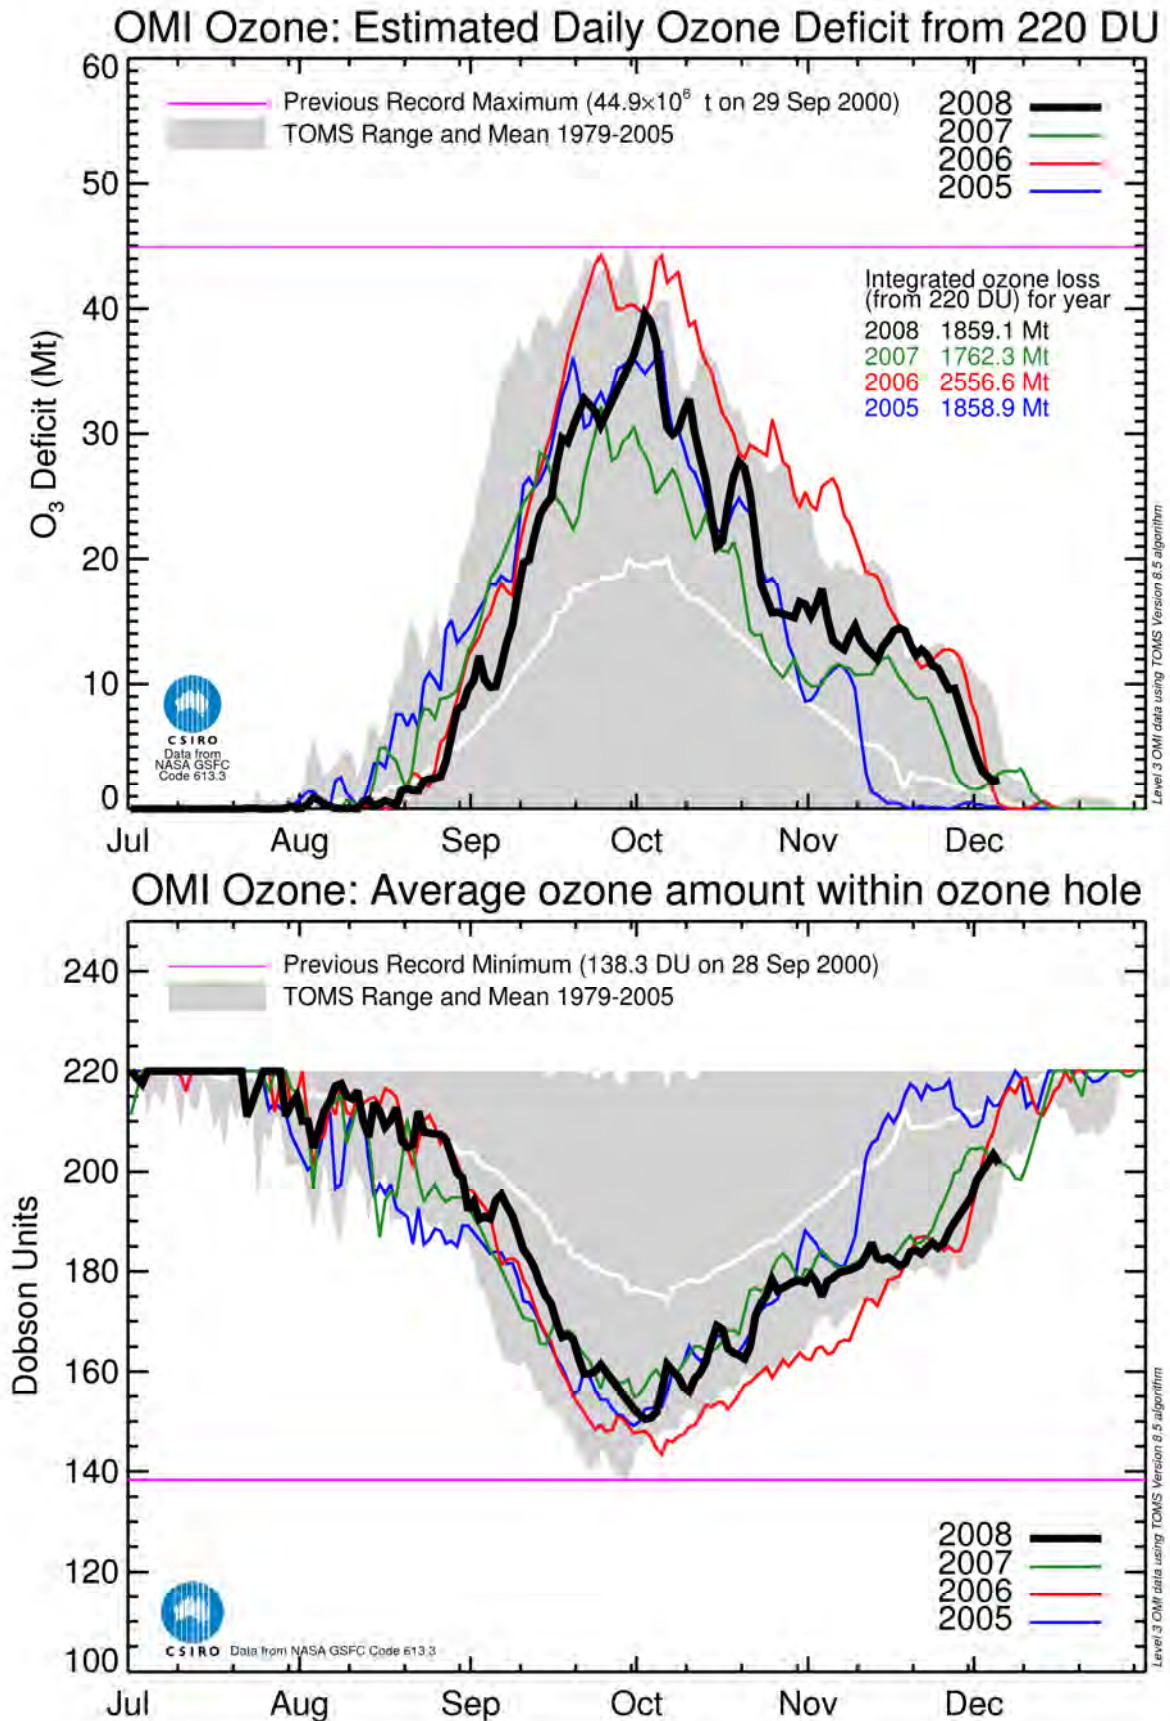 OMI Ozone: Estimated Daily Ozone Deficit from 220 DU
60
50
40
30
20
10
0
O₃ Deficit (Mt)
Previous Record Maximum (44.9×10⁶ t on 29 Sep 2000)
TOMS Range and Mean 1979-2005
2008
2007
2006
2005
Integrated ozone loss
(from 220 DU) for year
2008 1859.1 Mt
2007 1762.3 Mt
2006 2556.6 Mt
2005 1858.9 Mt
CSIRO
Data from
NASA GSFC
Code 613.3
Level 3 OMI data using TOMS Version 8.5 algorithm
Jul Aug Sep Oct Nov Dec
OMI Ozone: Average ozone amount within ozone hole
240
220
200
180
160
140
120
100
Dobson Units
Previous Record Minimum (138.3 DU on 28 Sep 2000)
TOMS Range and Mean 1979-2005
2008
2007
2006
2005
CSIRO Data from NASA GSFC Code 613.3
Level 3 OMI data using TOMS Version 8.5 algorithm
Jul Aug Sep Oct Nov Dec